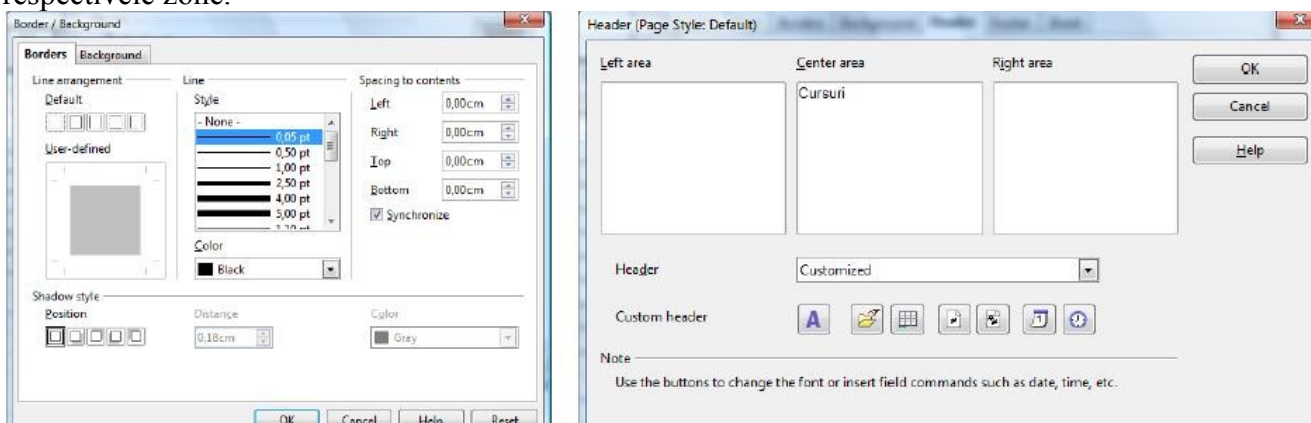 respectivele zone.
Border / Background
Borders Background
Line arrangement
Default
User-defined
Line
Style
- None -
0,05 pt
0,50 pt
1,00 pt
2,50 pt
4,00 pt
5,00 pt
Color
Black
Spacing to contents
Left 0,00cm
Right 0,00cm
Top 0,00cm
Bottom 0,00cm
Synchronize
Shadow style
Position
Distance
0,18cm
Color
Gray
OK Cancel Help Reset
Header (Page Style: Default)
Left area Center area Right area
Cursuri
OK
Cancel
Help
Header Customized
Custom header A
Note
Use the buttons to change the font or insert field commands such as date, time, etc.